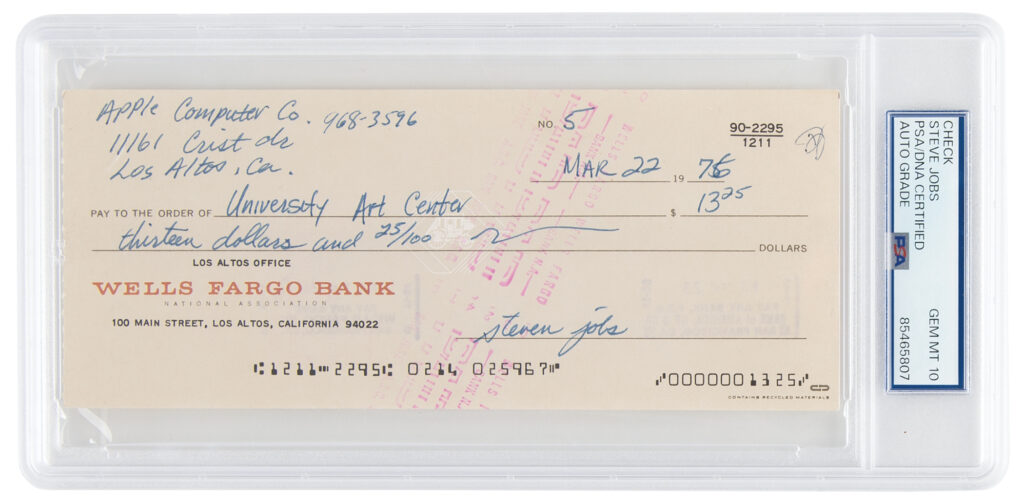 Apple Computer Co. 968-3596
11161 Crist dr
Los Altos, Ca.
NO. 5
90-2295
1211
MAR 22 19 76
PAY TO THE ORDER OF University Art Center $ 13 25
thirteen dollars and 25/100 DOLLARS
LOS ALTOS OFFICE
WELLS FARGO BANK
NATIONAL ASSOCIATION
100 MAIN STREET, LOS ALTOS, CALIFORNIA 94022
steven jobs
1211 2295 0214 025967
0000001325
CONTAINS RECYCLED MATERIALS
CHECK
STEVE JOBS
PSA/DNA CERTIFIED
AUTO GRADE
PSA
GEM MT 10
85465807